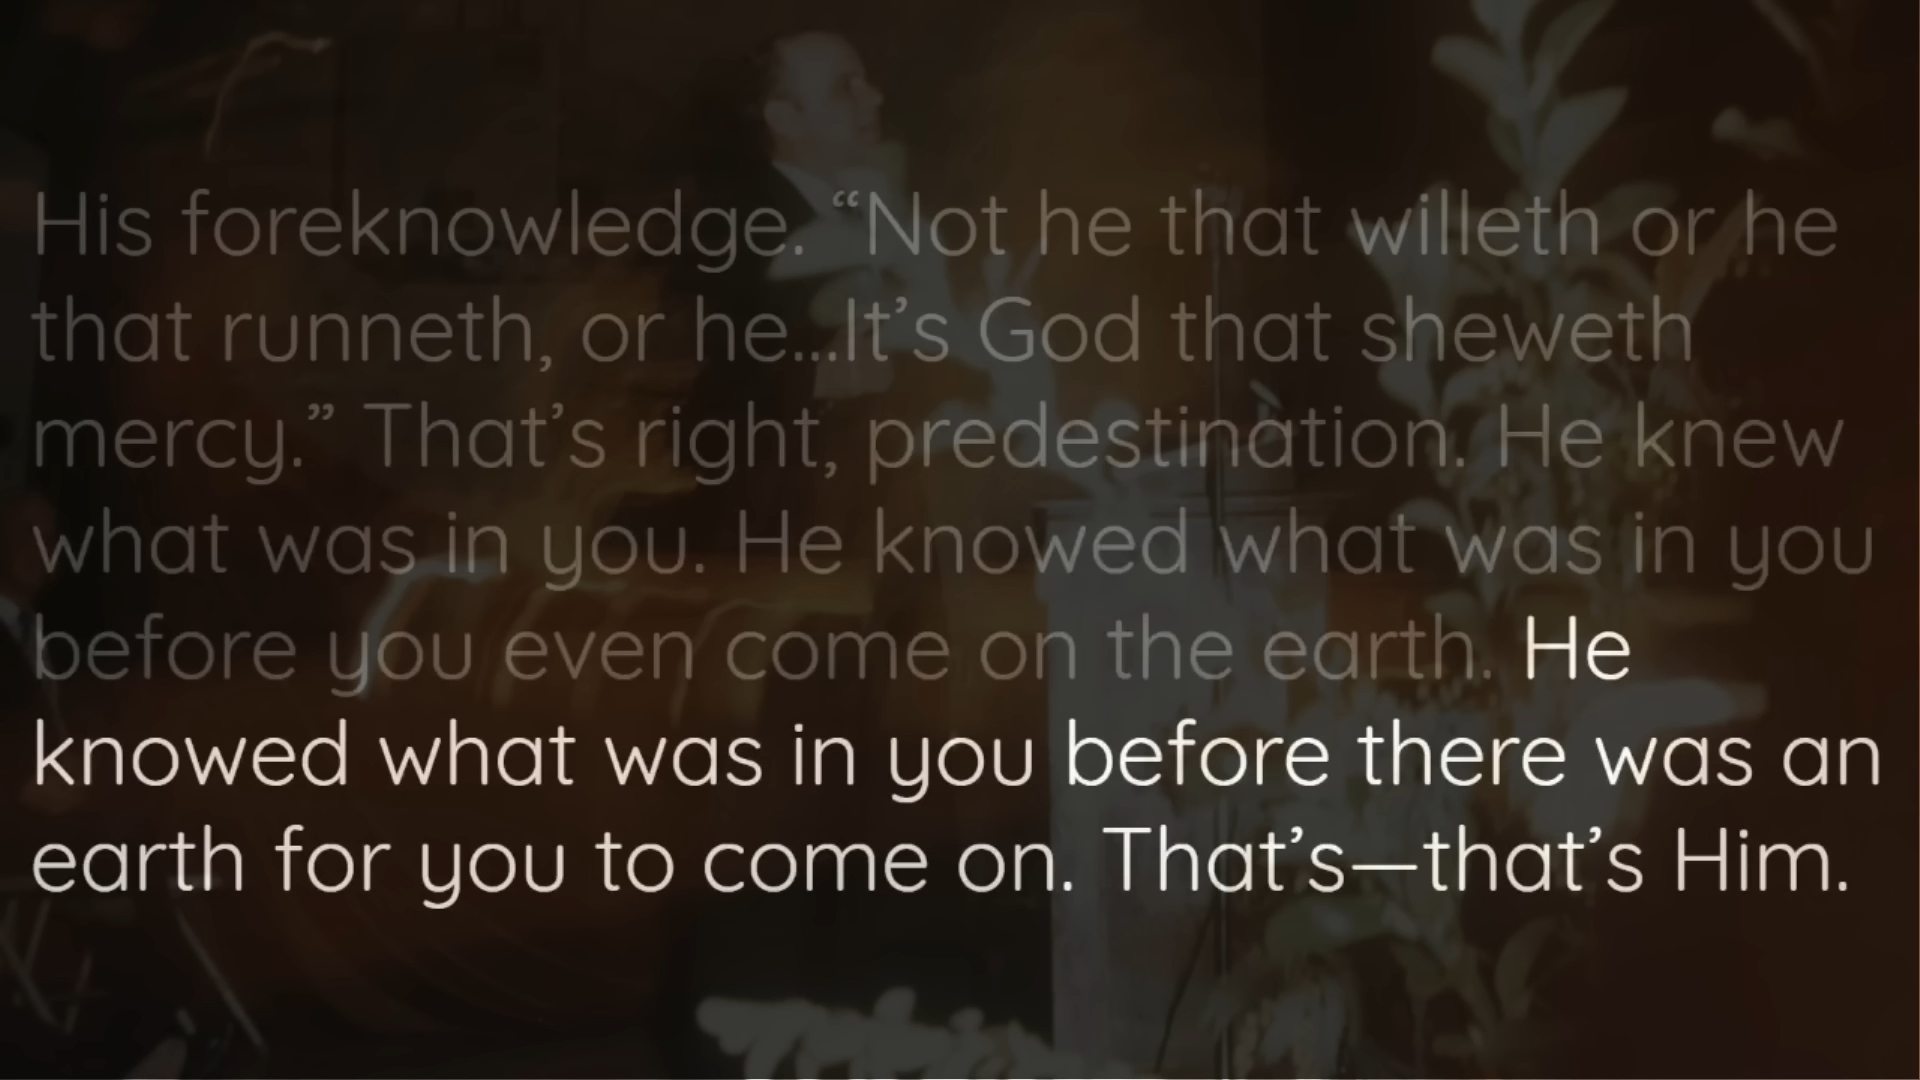 His foreknowledge. “Not he that willeth or he
that runneth, or he...It’s God that sheweth
mercy.” That’s right, predestination. He knew
what was in you. He knowed what was in you
before you even come on the earth. He
knowed what was in you before there was an
earth for you to come on. That’s—that’s Him.